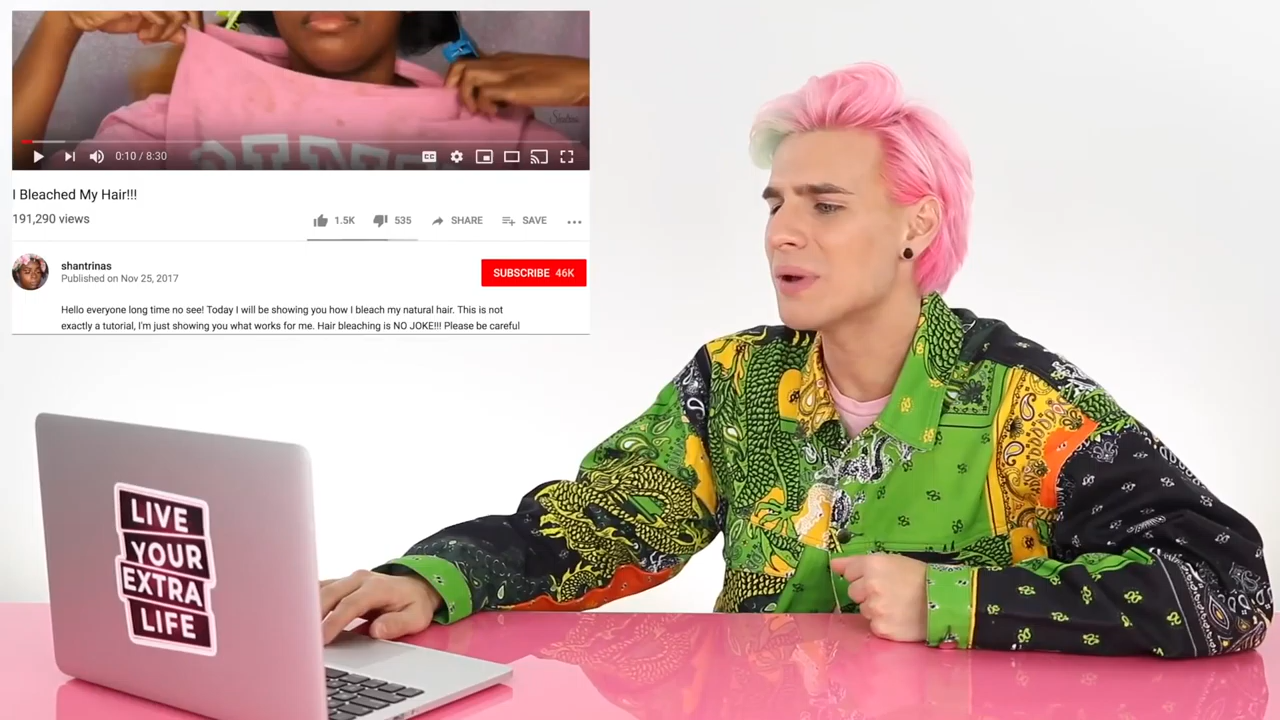 Shantrina
0:10 / 8:30
I Bleached My Hair!!!
191,290 views
1.5K 535 SHARE SAVE
shantrinas
Published on Nov 25, 2017
SUBSCRIBE 46K
Hello everyone long time no see! Today I will be showing you how I bleach my natural hair. This is not
exactly a tutorial, I'm just showing you what works for me. Hair bleaching is NO JOKE!!! Please be careful
LIVE
YOUR
EXTRA
LIFE